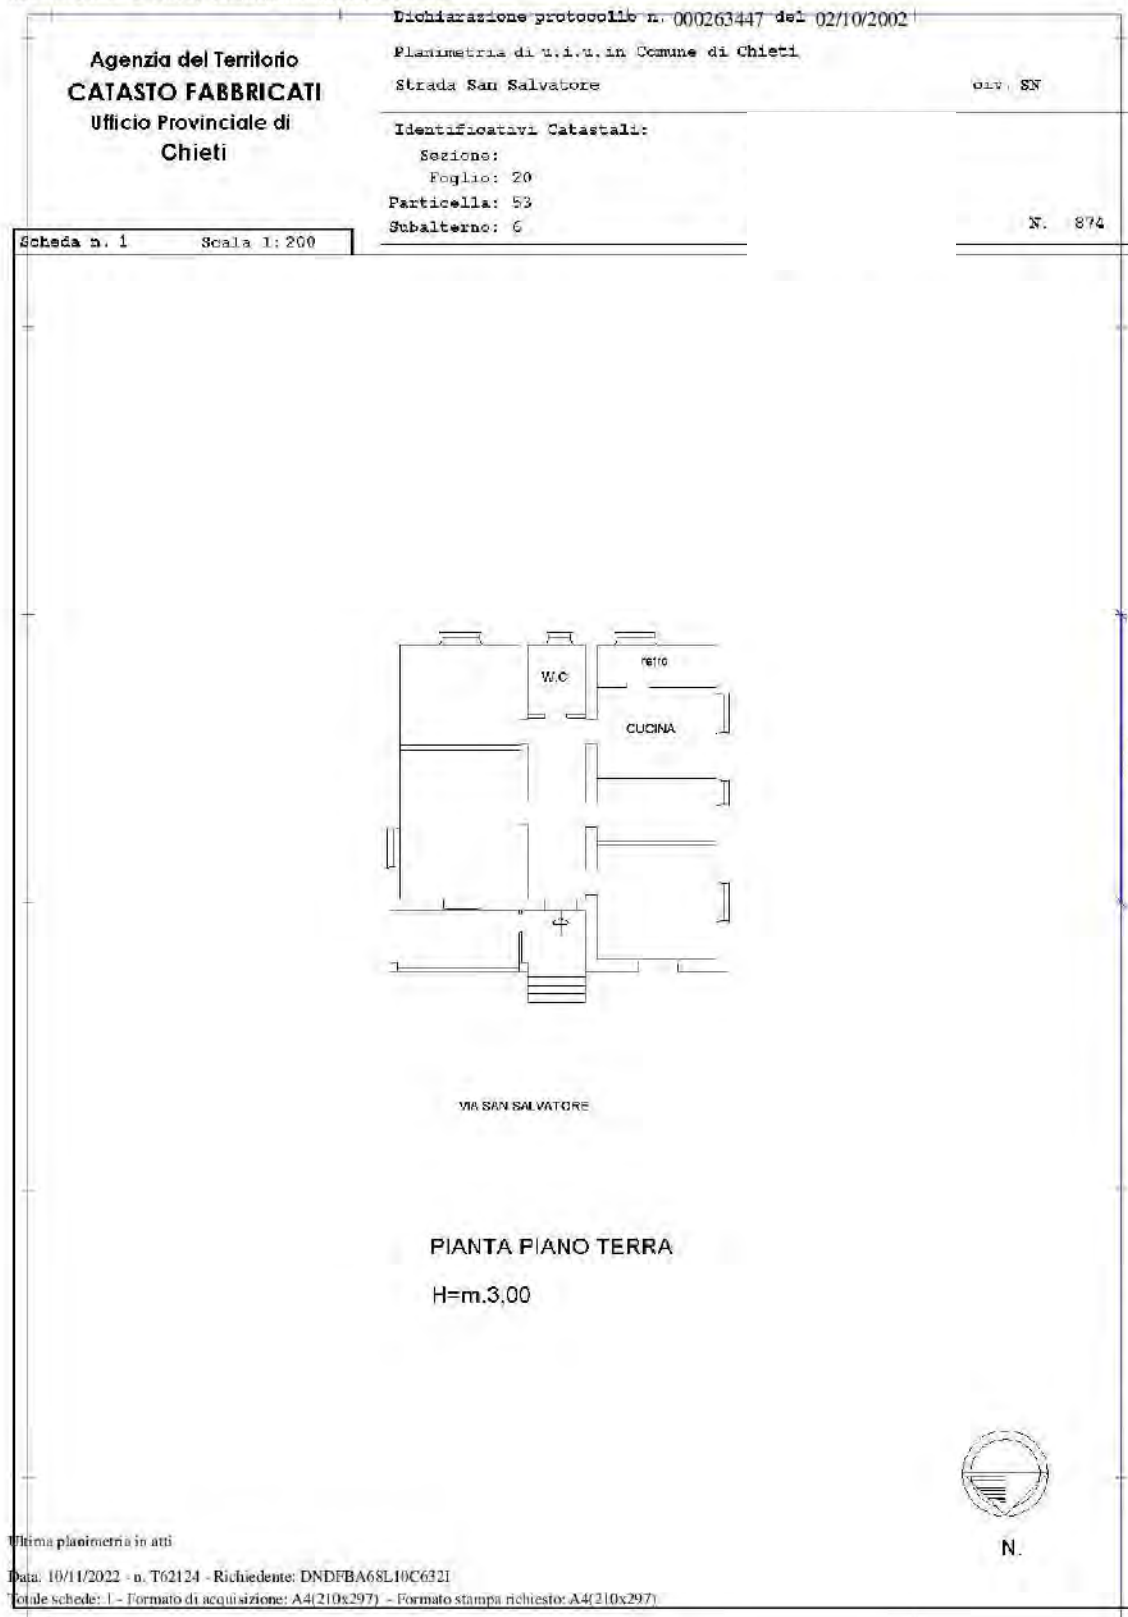 Agenzia del Territorio
CATASTO FABBRICATI
Ufficio Provinciale di
Chieti
Dichiarazione protocollo n. 000263447 del 02/10/2002
Planimetria di u.i.u. in Comune di Chieti
Strada San Salvatore civ. SN
Identificativi Catastali:
Sezione:
Foglio: 20
Particella: 53
Subalterno: 6
N. 874
Scheda n. 1 Scala 1:200
retro
W.C
CUCINA
VIA SAN SALVATORE
PIANTA PIANO TERRA
H=m.3,00
N.
Ultima planimetria in atti
Data: 10/11/2022 - n. T62124 - Richiedente: DNDFBA68L10C632I
Totale schede: 1 - Formato di acquisizione: A4(210x297) - Formato stampa richiesto: A4(210x297)